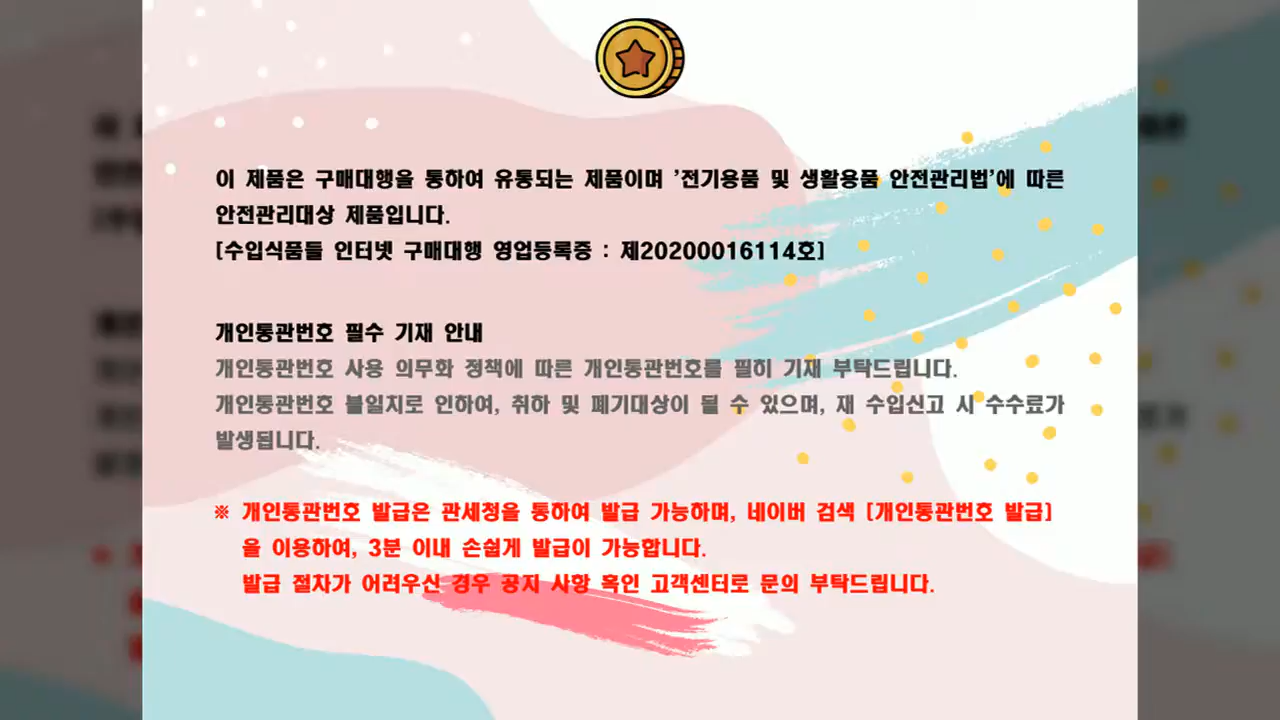 이 제품은 구매대행을 통하여 유통되는 제품이며 '전기용품 및 생활용품 안전관리법'에 따른
안전관리대상 제품입니다.
[수입식품들 인터넷 구매대행 영업등록증 : 제20200016114호]
개인통관번호 필수 기재 안내
개인통관번호 사용 의무화 정책에 따른 개인통관번호를 필히 기재 부탁드립니다.
개인통관번호 불일치로 인하여, 취하 및 폐기대상이 될 수 있으며, 재 수입신고 시 수수료가
발생됩니다.
※ 개인통관번호 발급은 관세청을 통하여 발급 가능하며, 네이버 검색 [개인통관번호 발급]
을 이용하여, 3분 이내 손쉽게 발급이 가능합니다.
발급 절차가 어려우신 경우 공지 사항 혹인 고객센터로 문의 부탁드립니다.